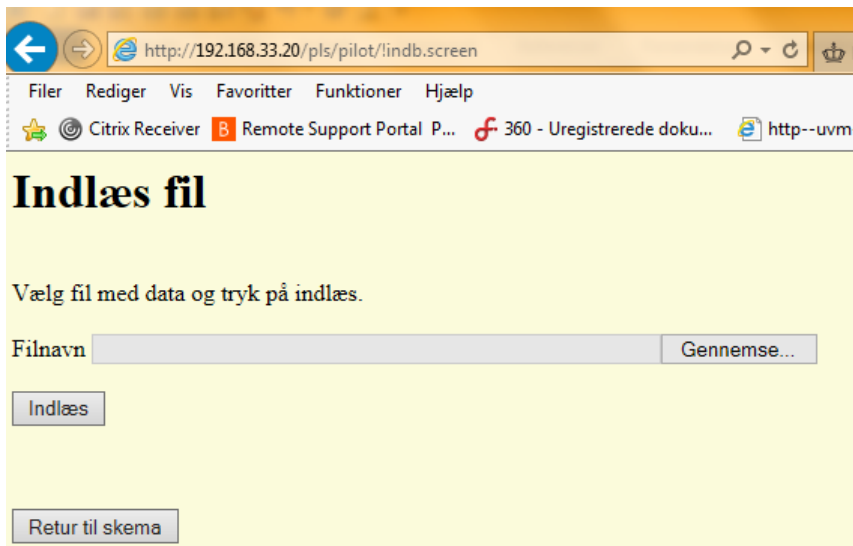 http://192.168.33.20/pls/pilot/!indb.screen
Filer Rediger Vis Favoritter Funktioner Hjælp
Citrix Receiver B Remote Support Portal P... 360 - Uregistrerede doku... http--uvm
Indlæs fil
Vælg fil med data og tryk på indlæs.
Filnavn Gennemse...
Indlæs
Retur til skema